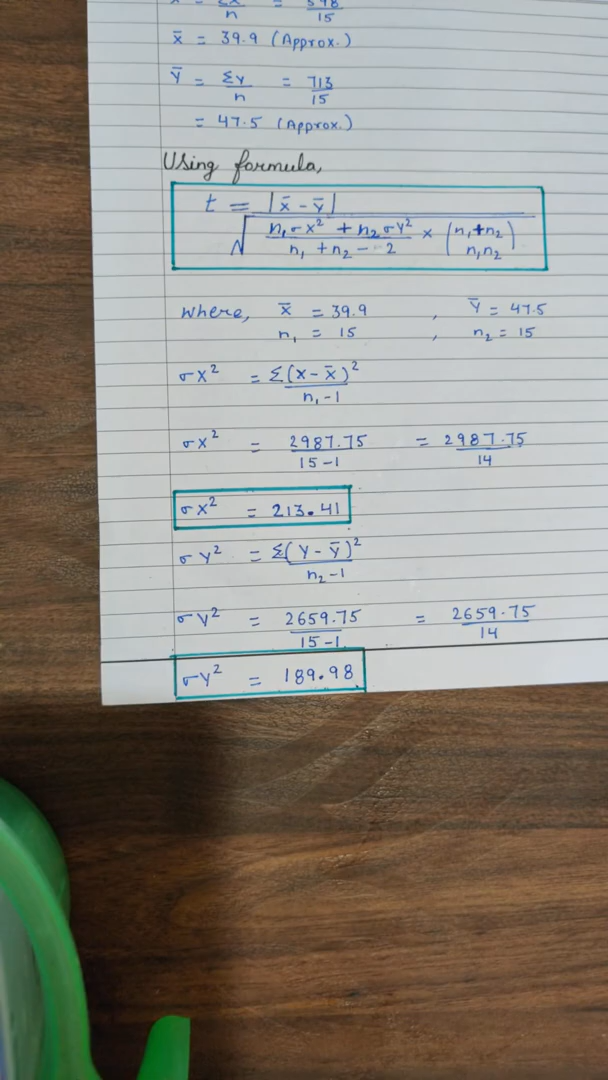 n 15
x̄ = 39.9 (Approx.)
Ȳ = ΣY/n = 713/15
= 47.5 (Approx.)
Using formula,
t = |x̄ - Ȳ| / √( (n₁σx² + n₂σY²)/(n₁ + n₂ - 2) × (n₁+n₂ / n₁n₂) )
where, x̄ = 39.9 , Ȳ = 47.5
n₁ = 15 , n₂ = 15
σx² = Σ(x-x̄)²/n₁-1
σx² = 2987.75/15-1 = 2987.75/14
σx² = 213.41
σY² = Σ(Y-Ȳ)²/n₂-1
σY² = 2659.75/15-1 = 2659.75/14
σY² = 189.98